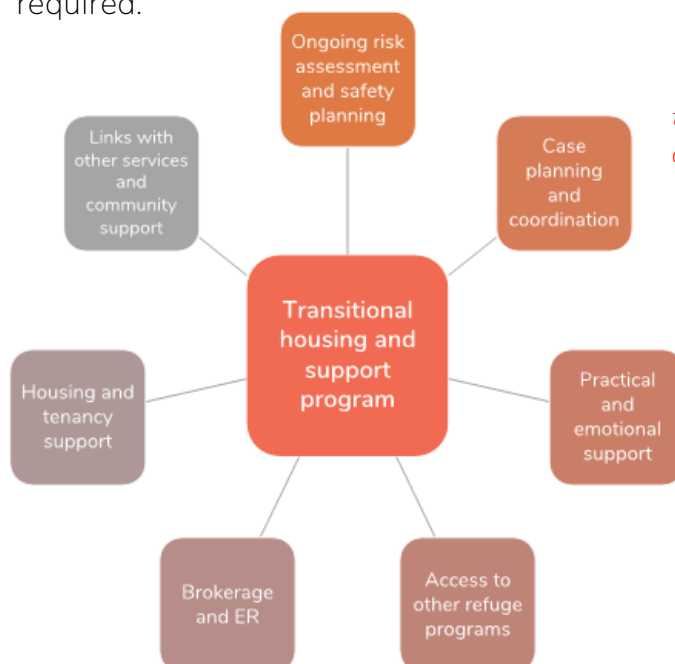 required.
Ongoing risk
assessment
and safety
planning
Case
planning
and
coordination
Practical
and
emotional
support
Access to
other refuge
programs
Brokerage
and ER
Housing and
tenancy
support
Links with
other services
and
community
support
Transitional
housing and
support
program